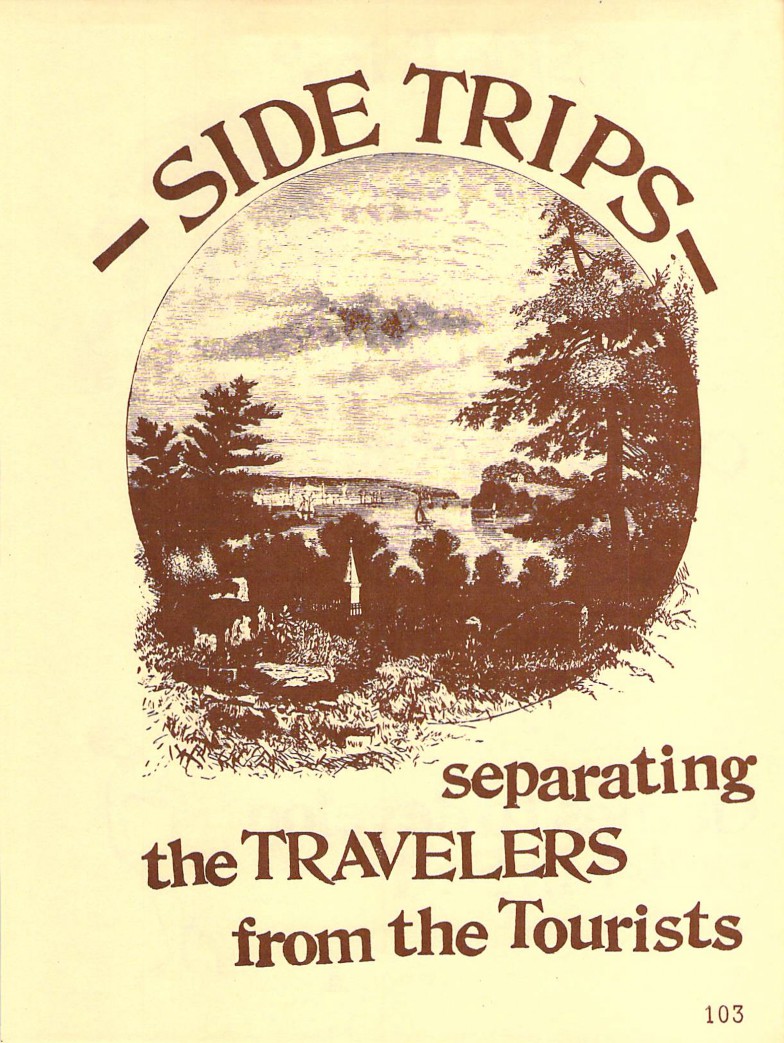 -SIDE TRIPS-
separating
the TRAVELERS
from the Tourists
103